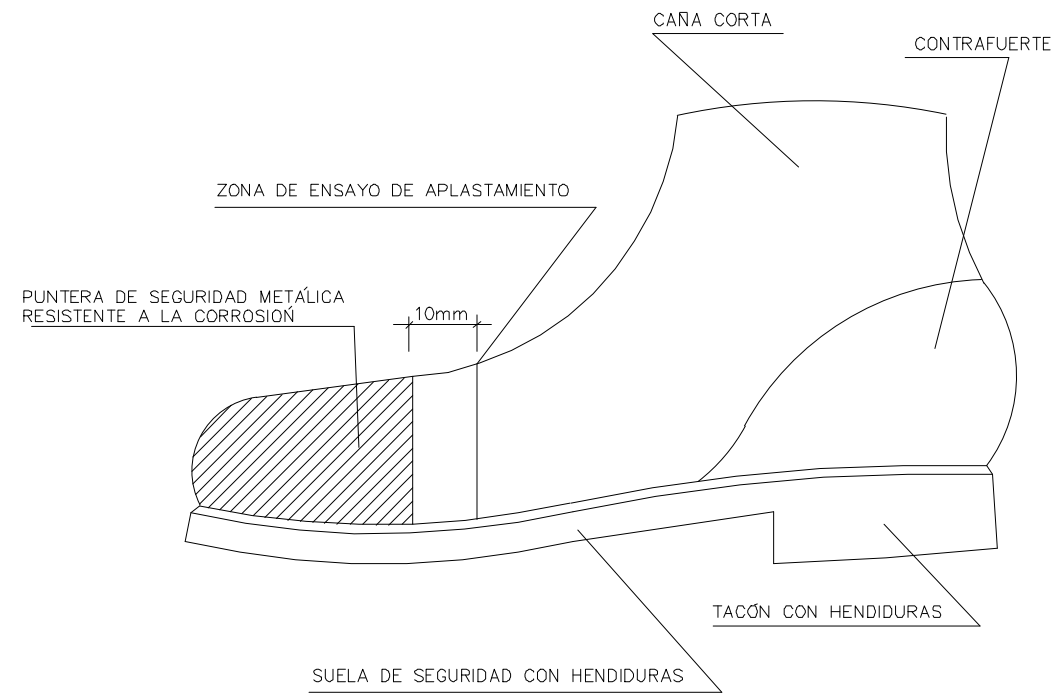 CAÑA CORTA
CONTRAFUERTE
ZONA DE ENSAYO DE APLASTAMIENTO
PUNTERA DE SEGURIDAD METÁLICA
RESISTENTE A LA CORROSIÓN
10mm
TACÓN CON HENDIDURAS
SUELA DE SEGURIDAD CON HENDIDURAS